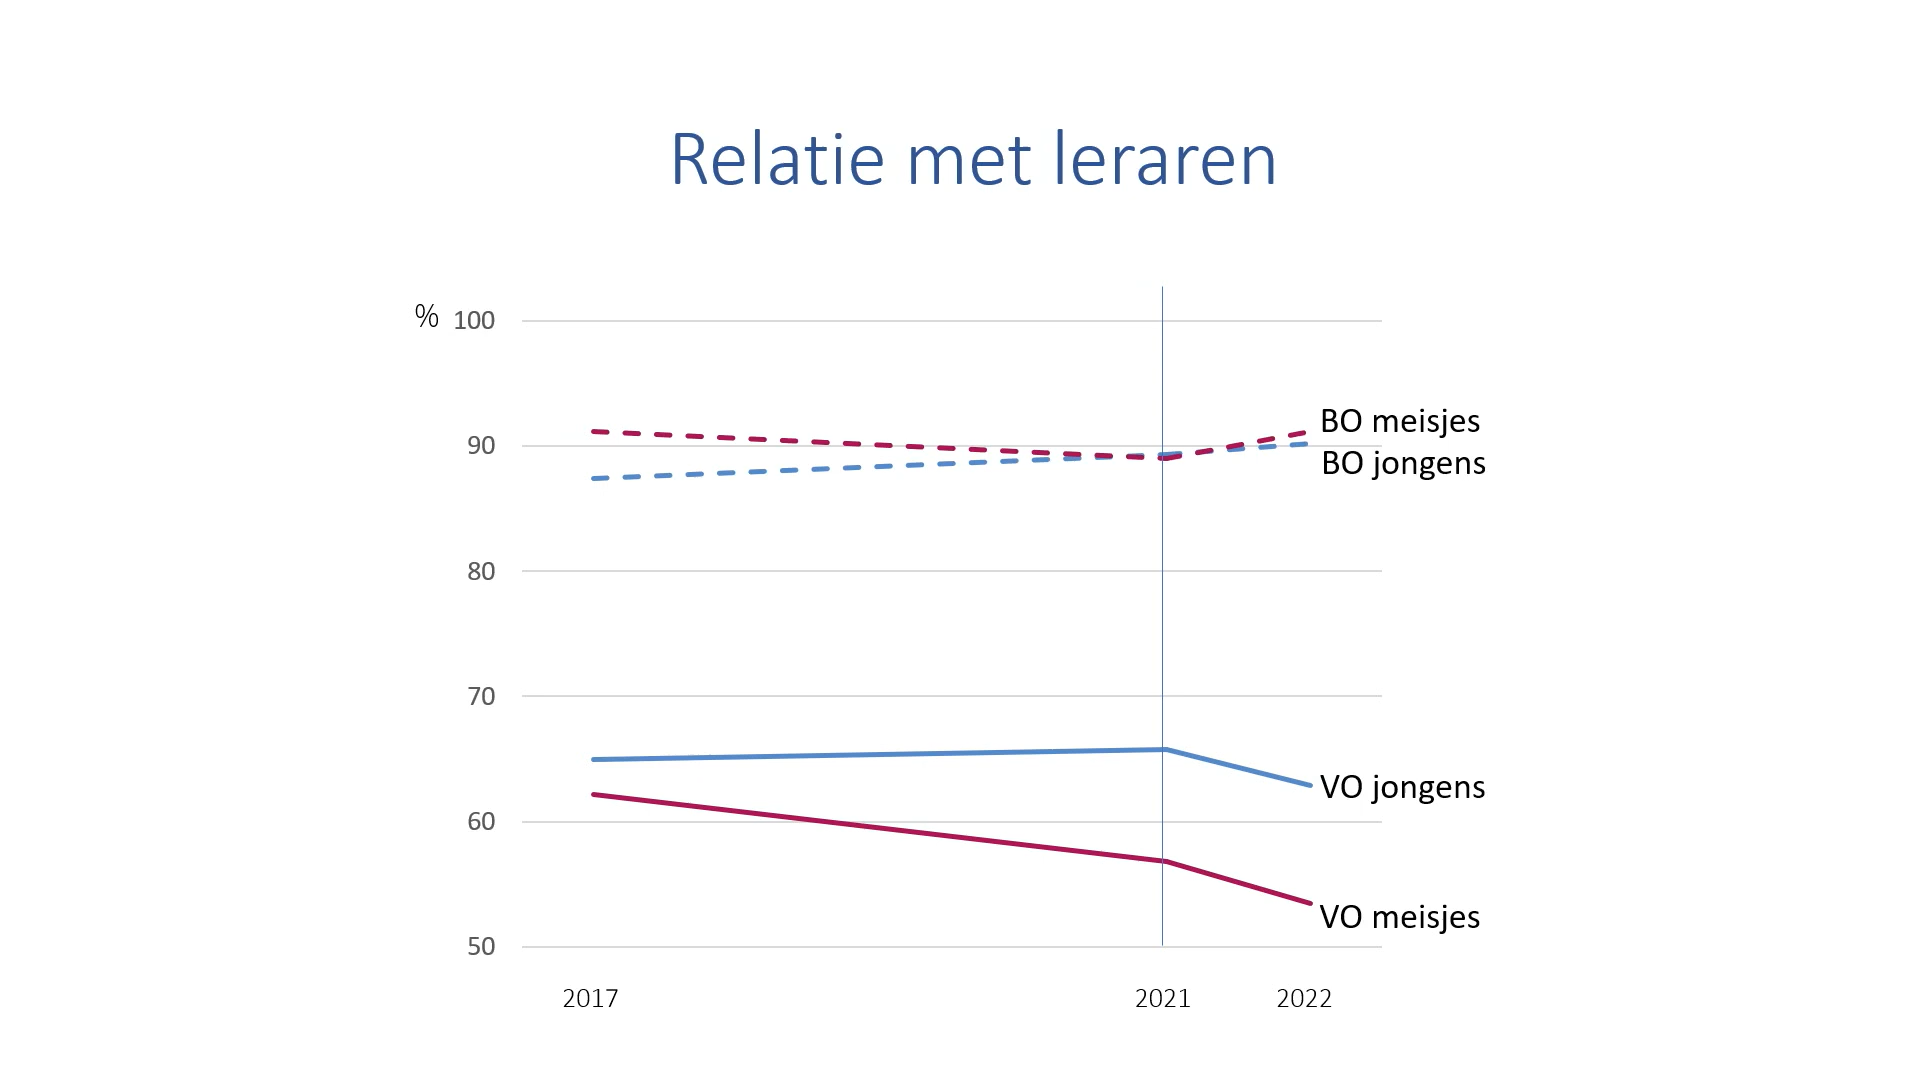 Relatie met leraren
% 100
90
80
70
60
50
BO meisjes
BO jongens
VO jongens
VO meisjes
2017 2021 2022